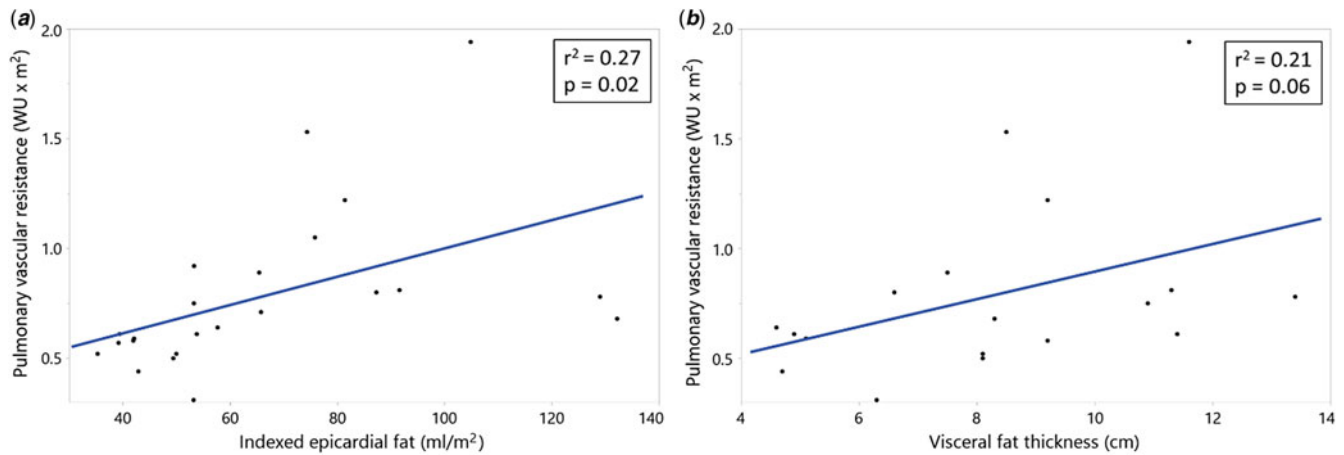 (a)
r² = 0.27
p = 0.02
Pulmonary vascular resistance (WU x m²)
2.0
1.5
1.0
0.5
40 60 80 100 120 140
Indexed epicardial fat (ml/m²)
(b)
r² = 0.21
p = 0.06
Pulmonary vascular resistance (WU x m²)
2.0
1.5
1.0
0.5
4 6 8 10 12 14
Visceral fat thickness (cm)